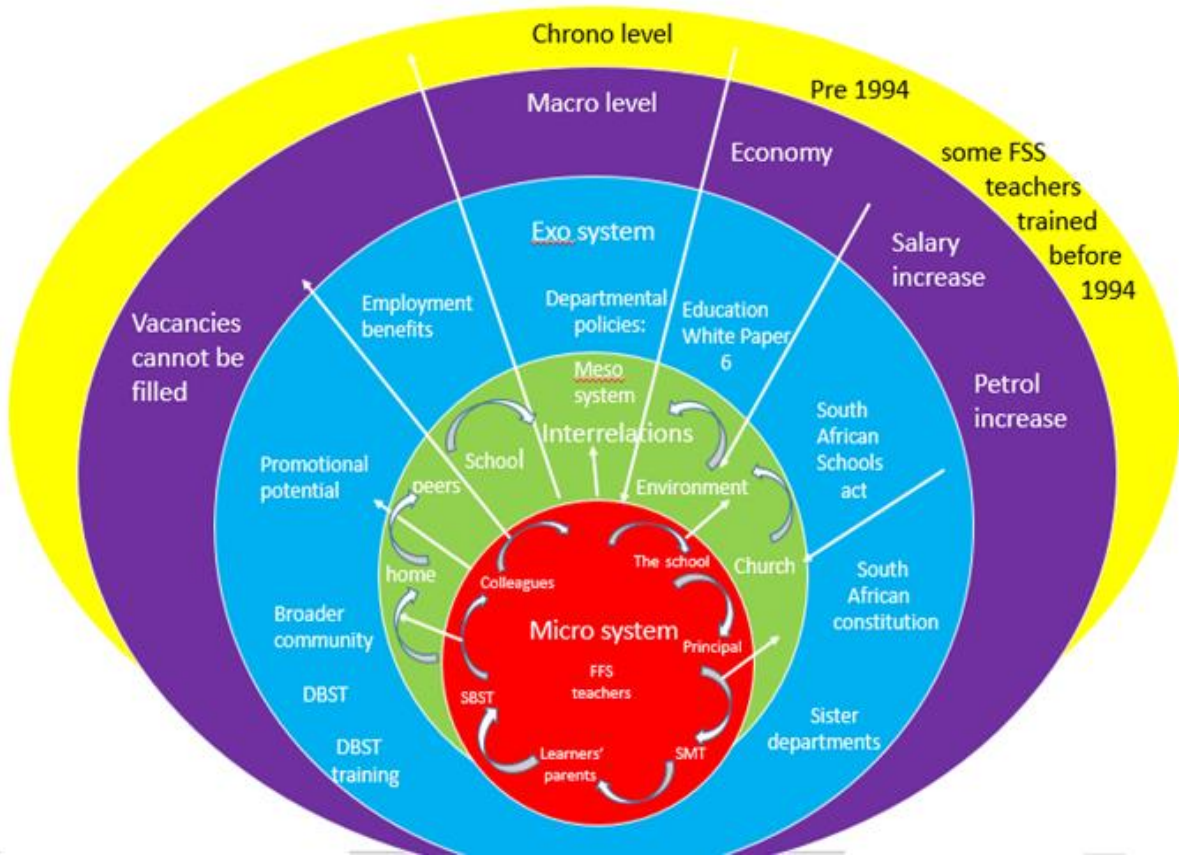 Chrono level
Pre 1994
some FSS
teachers
trained
before
1994
Macro level
Economy
Salary
increase
Petrol
increase
Vacancies
cannot be
filled
Exo system
Employment
benefits
Departmental
policies:
Education
White Paper
6
South
African
Schools
act
South
African
constitution
Sister
departments
Promotional
potential
Broader
community
DBST
DBST
training
Meso
system
Interrelations
School
peers
home
Environment
Church
Micro system
FFS
teachers
The school
Principal
SMT
Learners'
parents
SBST
Colleagues